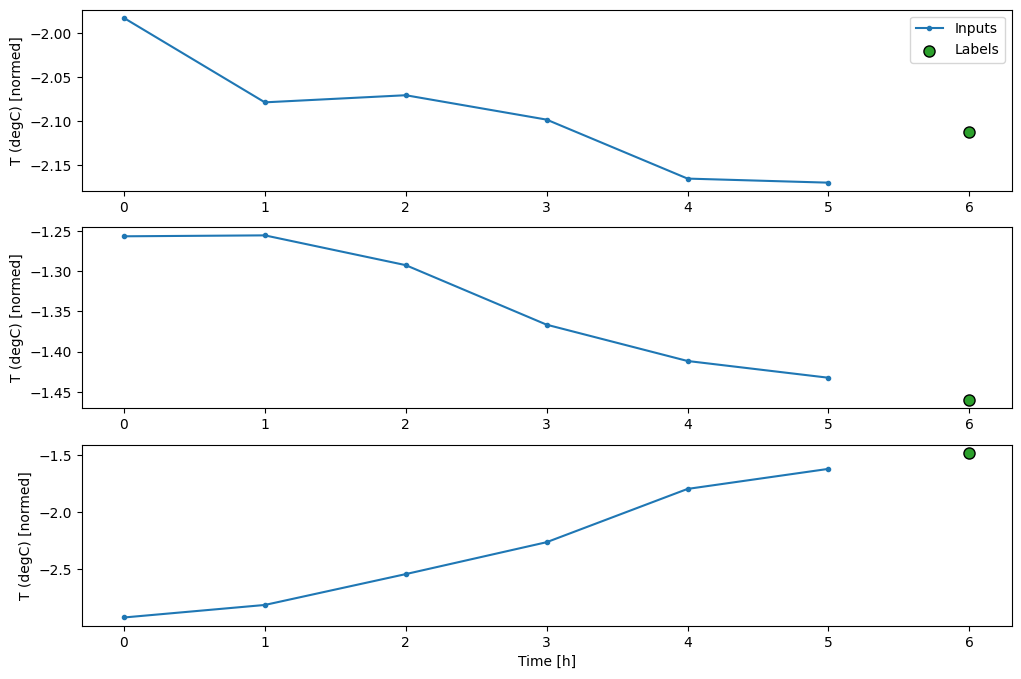 T (degC) [normed]
−2.00
−2.05
−2.10
−2.15
Inputs
Labels
0 1 2 3 4 5 6
T (degC) [normed]
−1.25
−1.30
−1.35
−1.40
−1.45
0 1 2 3 4 5 6
T (degC) [normed]
−1.5
−2.0
−2.5
0 1 2 3 4 5 6
Time [h]